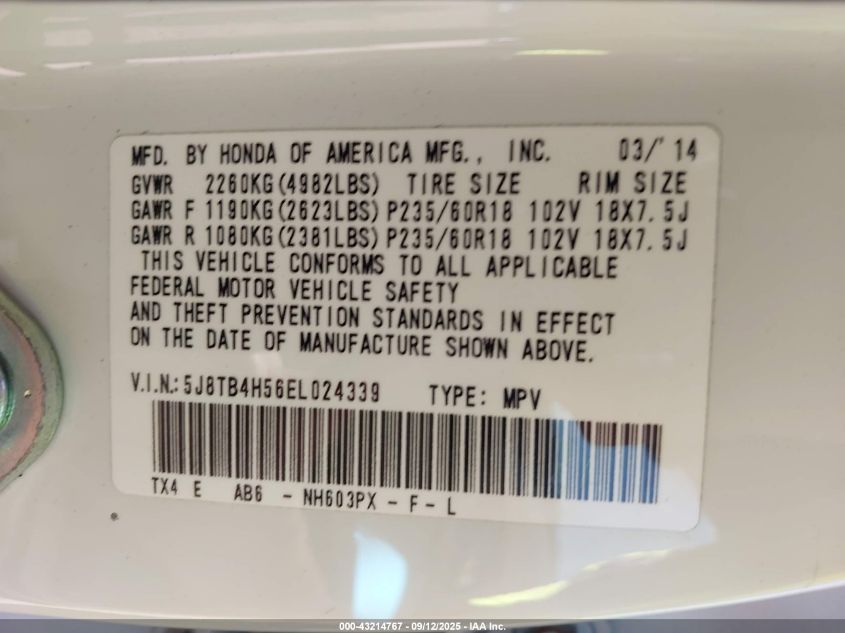 MFD. BY HONDA OF AMERICA MFG., INC. 03/'14
GVWR 2260KG(4982LBS) TIRE SIZE RIM SIZE
GAWR F 1190KG(2623LBS) P235/60R18 102V 18X7.5J
GAWR R 1080KG(2381LBS) P235/60R18 102V 18X7.5J
THIS VEHICLE CONFORMS TO ALL APPLICABLE
FEDERAL MOTOR VEHICLE SAFETY
AND THEFT PREVENTION STANDARDS IN EFFECT
ON THE DATE OF MANUFACTURE SHOWN ABOVE.
V.I.N.: 5J8TB4H56EL024339 TYPE: MPV
TX4 E AB6 - NH603PX - F - L
000-43214767 - 09/12/2025 - IAA Inc.